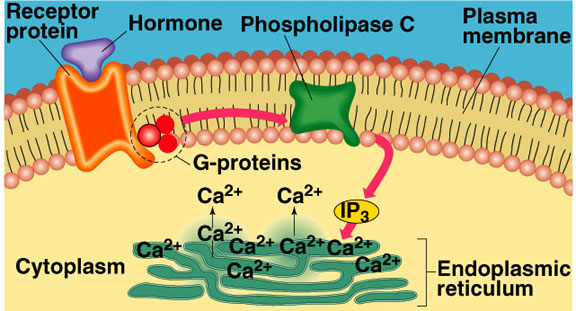 Receptor
protein
Hormone
Phospholipase C
Plasma
membrane
G-proteins
Ca2+
Ca2+
IP3
Ca2+
Ca2+
Ca2+
Ca2+
Ca2+
Ca2+
Ca2+
Cytoplasm
Endoplasmic
reticulum